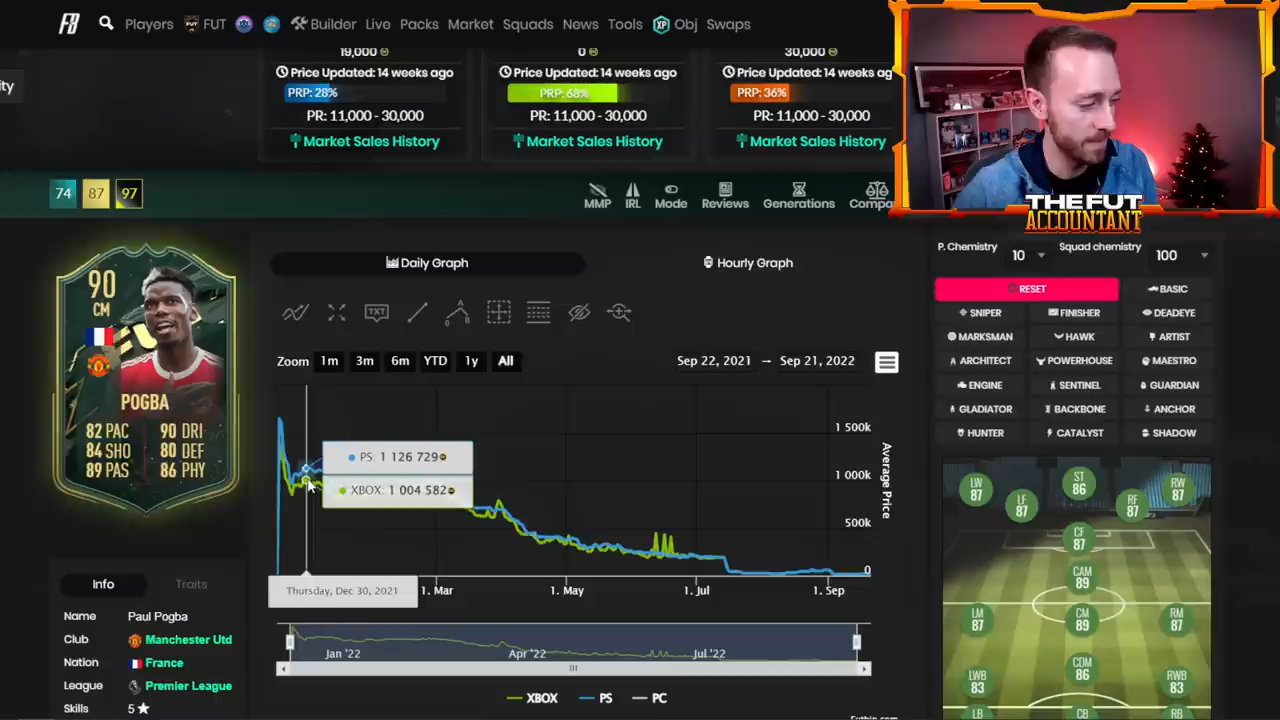 F8 Players FUT Builder Live Packs Market Squads News Tools XP Obj Swaps
19,000 0 30,000
ity Price Updated: 14 weeks ago Price Updated: 14 weeks ago Price Updated: 14 weeks ag
PRP: 28% PRP: 68% PRP: 36%
PR: 11,000 - 30,000 PR: 11,000 - 30,000 PR: 11,000 - 30,000
Market Sales History Market Sales History Market Sales History
THE FUT
ACCOUNTANT
74 87 97
MMP IRL Mode Reviews Generations Compa
90
CM
POGBA
82 PAC 90 DRI
84 SHO 80 DEF
89 PAS 86 PHY
Daily Graph Hourly Graph
TXT
Zoom 1m 3m 6m YTD 1y All Sep 22, 2021 → Sep 21, 2022
1 500k
1 000k
500k
0
Average Price
PS: 1 126 729
XBOX: 1 004 582
Thursday, Dec 30, 2021 1. Mar 1. May 1. Jul 1. Sep
Jan '22 Apr '22 Jul '22
XBOX PS PC
Futbin.com
P. Chemistry 10 Squad chemistry 100
RESET BASIC
SNIPER FINISHER DEADEYE
MARKSMAN HAWK ARTIST
ARCHITECT POWERHOUSE MAESTRO
ENGINE SENTINEL GUARDIAN
GLADIATOR BACKBONE ANCHOR
HUNTER CATALYST SHADOW
LW 87 ST 86 RW 87
LF 87 RF 87
CF 87
CAM 89
LM 87 CM 89 RM 87
CDM 86
LWB 83 RWB 83
LB CB RB
Info Traits
Name Paul Pogba
Club Manchester Utd
Nation France
League Premier League
Skills 5